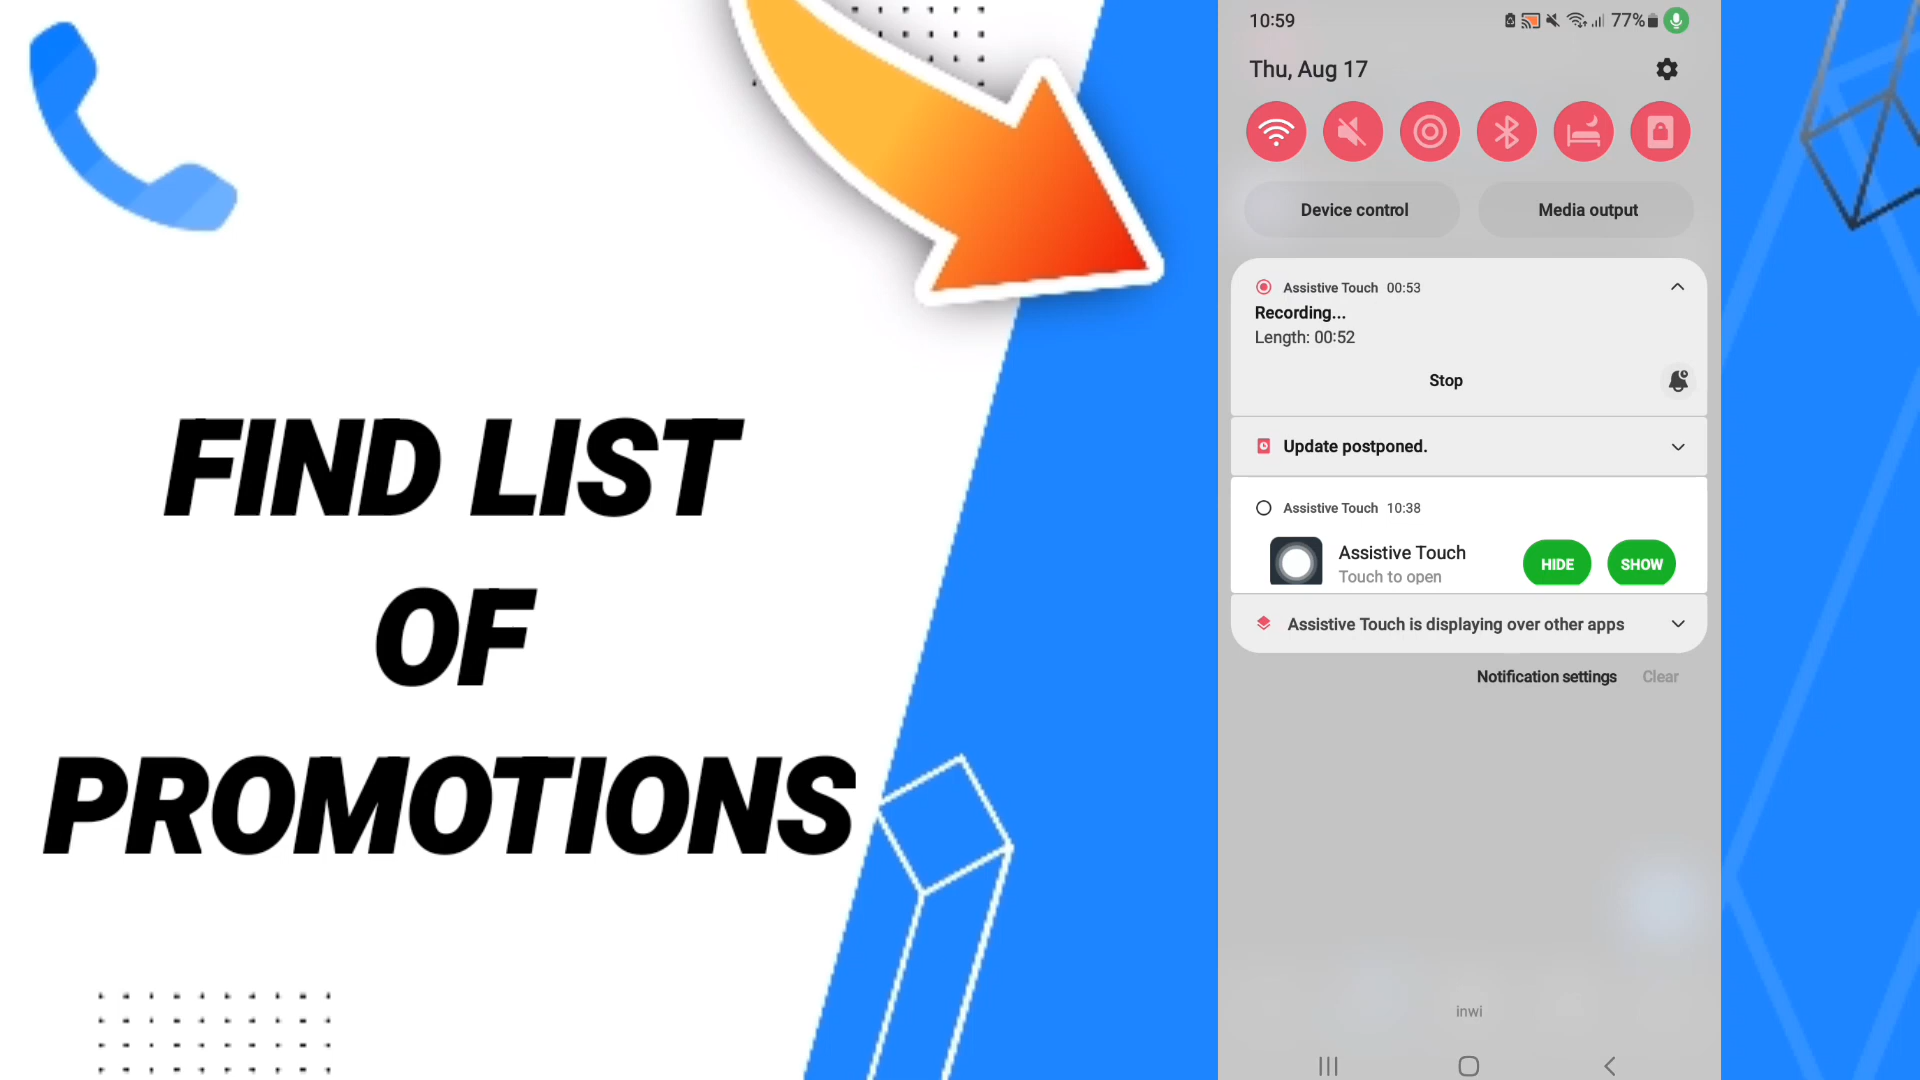 FIND LIST
OF
PROMOTIONS
10:59
77%
Thu, Aug 17
Device control
Media output
Assistive Touch 00:53
Recording...
Length: 00:52
Stop
Update postponed.
Assistive Touch 10:38
Assistive Touch
Touch to open
HIDE
SHOW
Assistive Touch is displaying over other apps
Notification settings
Clear
inwi